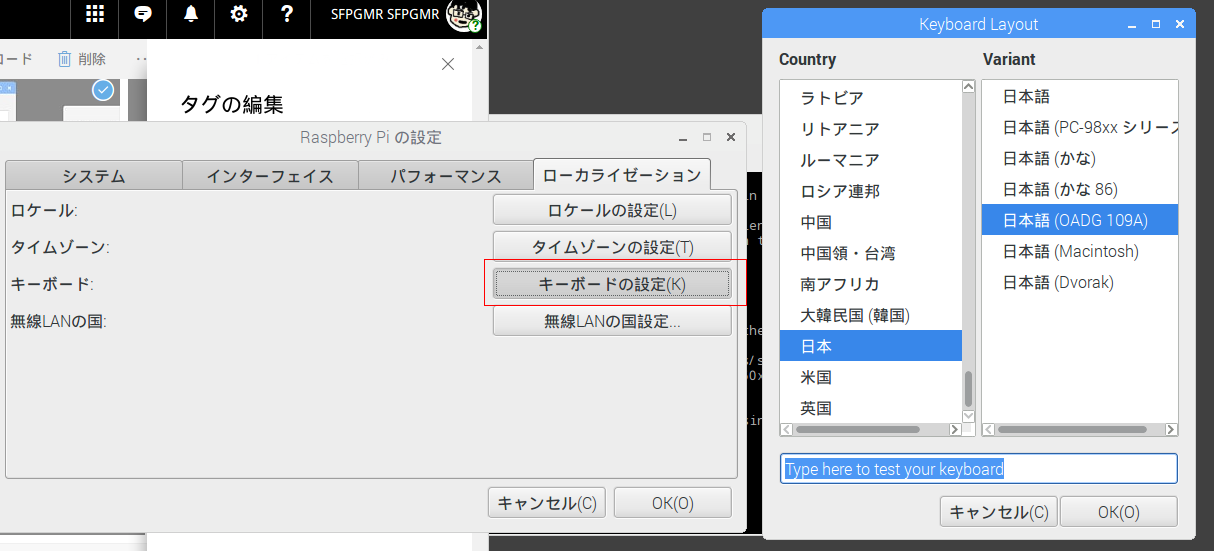 SFPGMR SFPGMR
ード
削除
タグの編集
Raspberry Pi の設定
システム
インターフェイス
パフォーマンス
ローカライゼーション
ロケール:
ロケールの設定(L)
タイムゾーン:
タイムゾーンの設定(T)
キーボード:
キーボードの設定(K)
無線LANの国:
無線LANの国設定...
キャンセル(C)
OK(O)
Keyboard Layout
Country
ラトビア
リトアニア
ルーマニア
ロシア連邦
中国
中国領・台湾
南アフリカ
大韓民国 (韓国)
日本
米国
英国
Variant
日本語
日本語 (PC-98xx シリーズ
日本語 (かな)
日本語 (かな 86)
日本語 (OADG 109A)
日本語 (Macintosh)
日本語 (Dvorak)
Type here to test your keyboard
キャンセル(C)
OK(O)